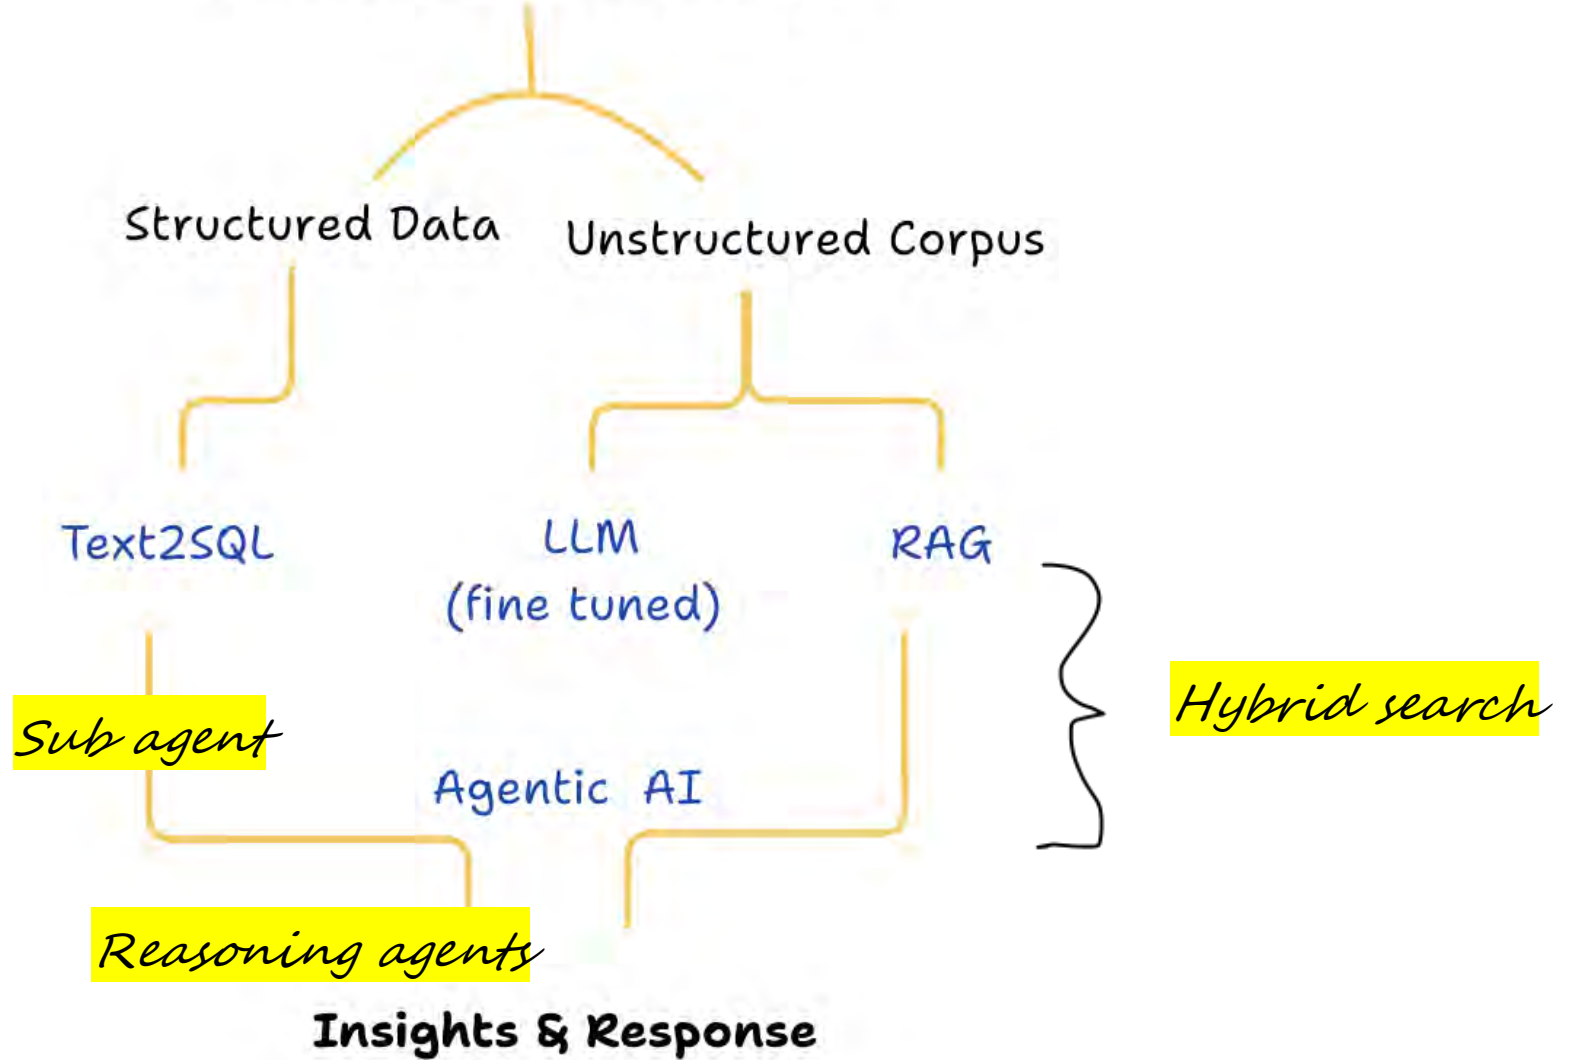 Structured Data
Unstructured Corpus
Text2SQL
LLM
(fine tuned)
RAG
Sub agent
Hybrid search
Agentic AI
Reasoning agents
Insights & Response